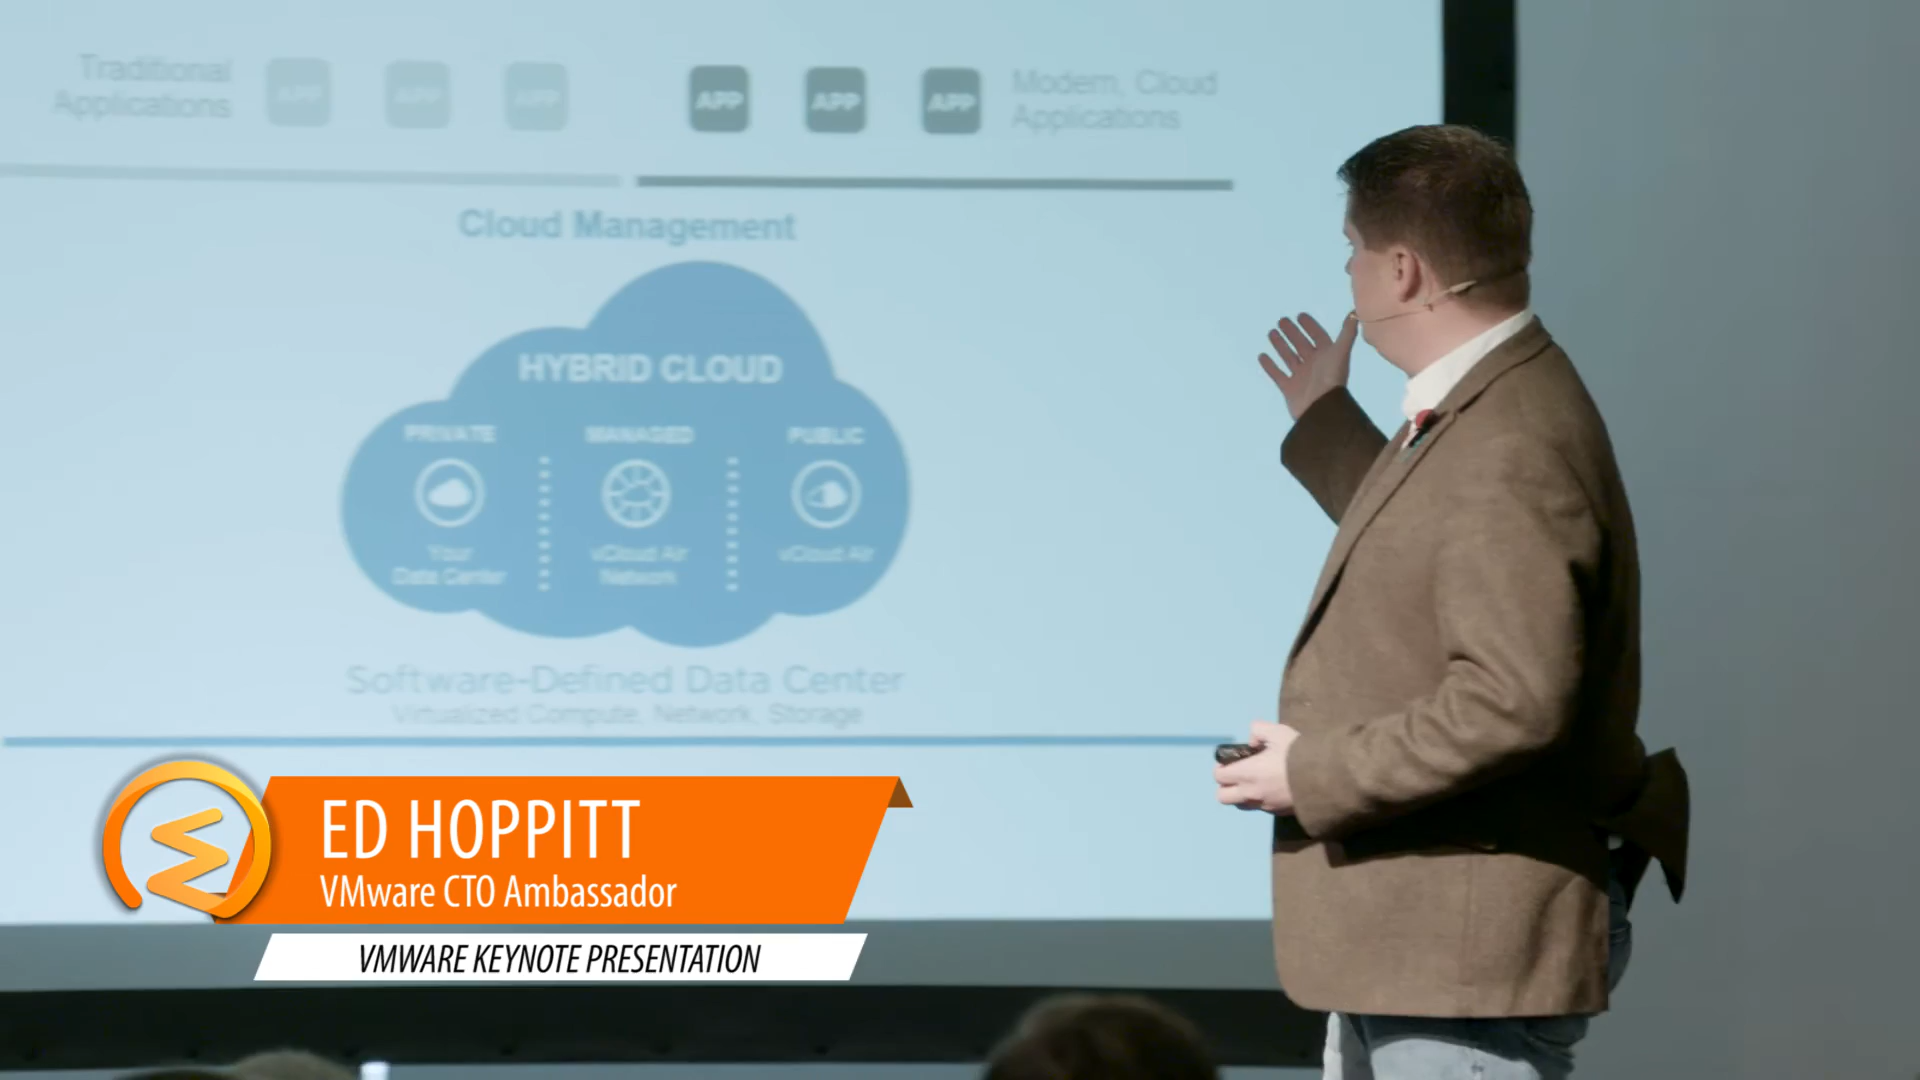 Traditional
Applications
APP APP APP
APP APP APP
Modern, Cloud
Applications
Cloud Management
HYBRID CLOUD
PRIVATE MANAGED PUBLIC
Your
Data Center
vCloud Air
Network
vCloud Air
Software-Defined Data Center
Virtualized Compute, Network, Storage
ED HOPPITT
VMware CTO Ambassador
VMWARE KEYNOTE PRESENTATION